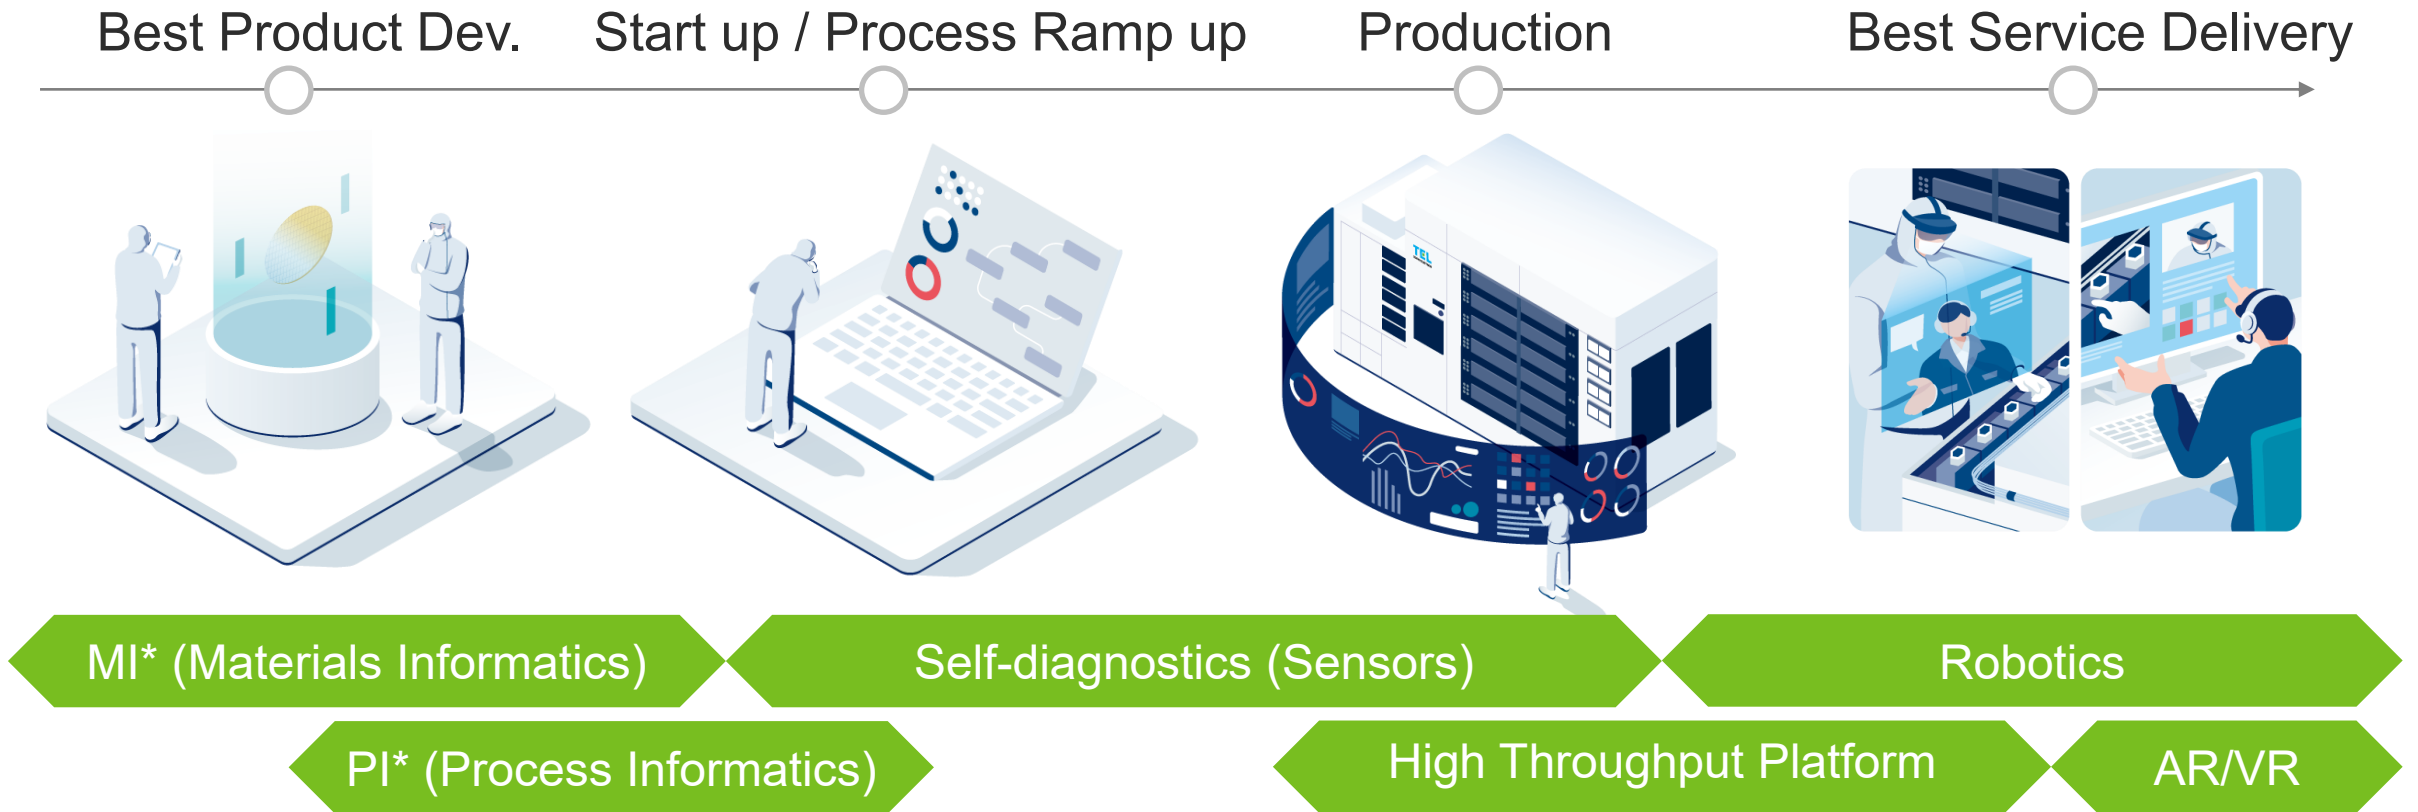 Best Product Dev.
Start up / Process Ramp up
Production
Best Service Delivery
TEL
MI* (Materials Informatics)
Self-diagnostics (Sensors)
Robotics
PI* (Process Informatics)
High Throughput Platform
AR/VR